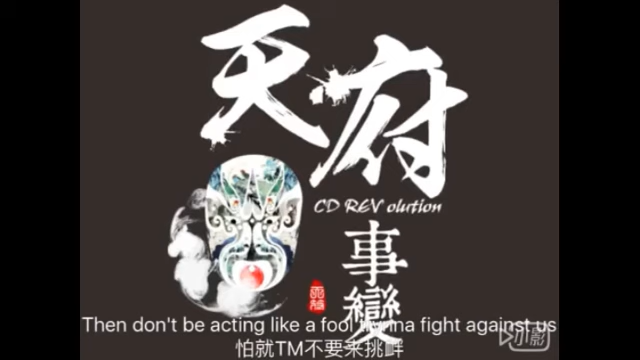 天府
CD REV olution
事變
Then don't be acting like a fool fight against us
怕就TM不要来挑衅
小影